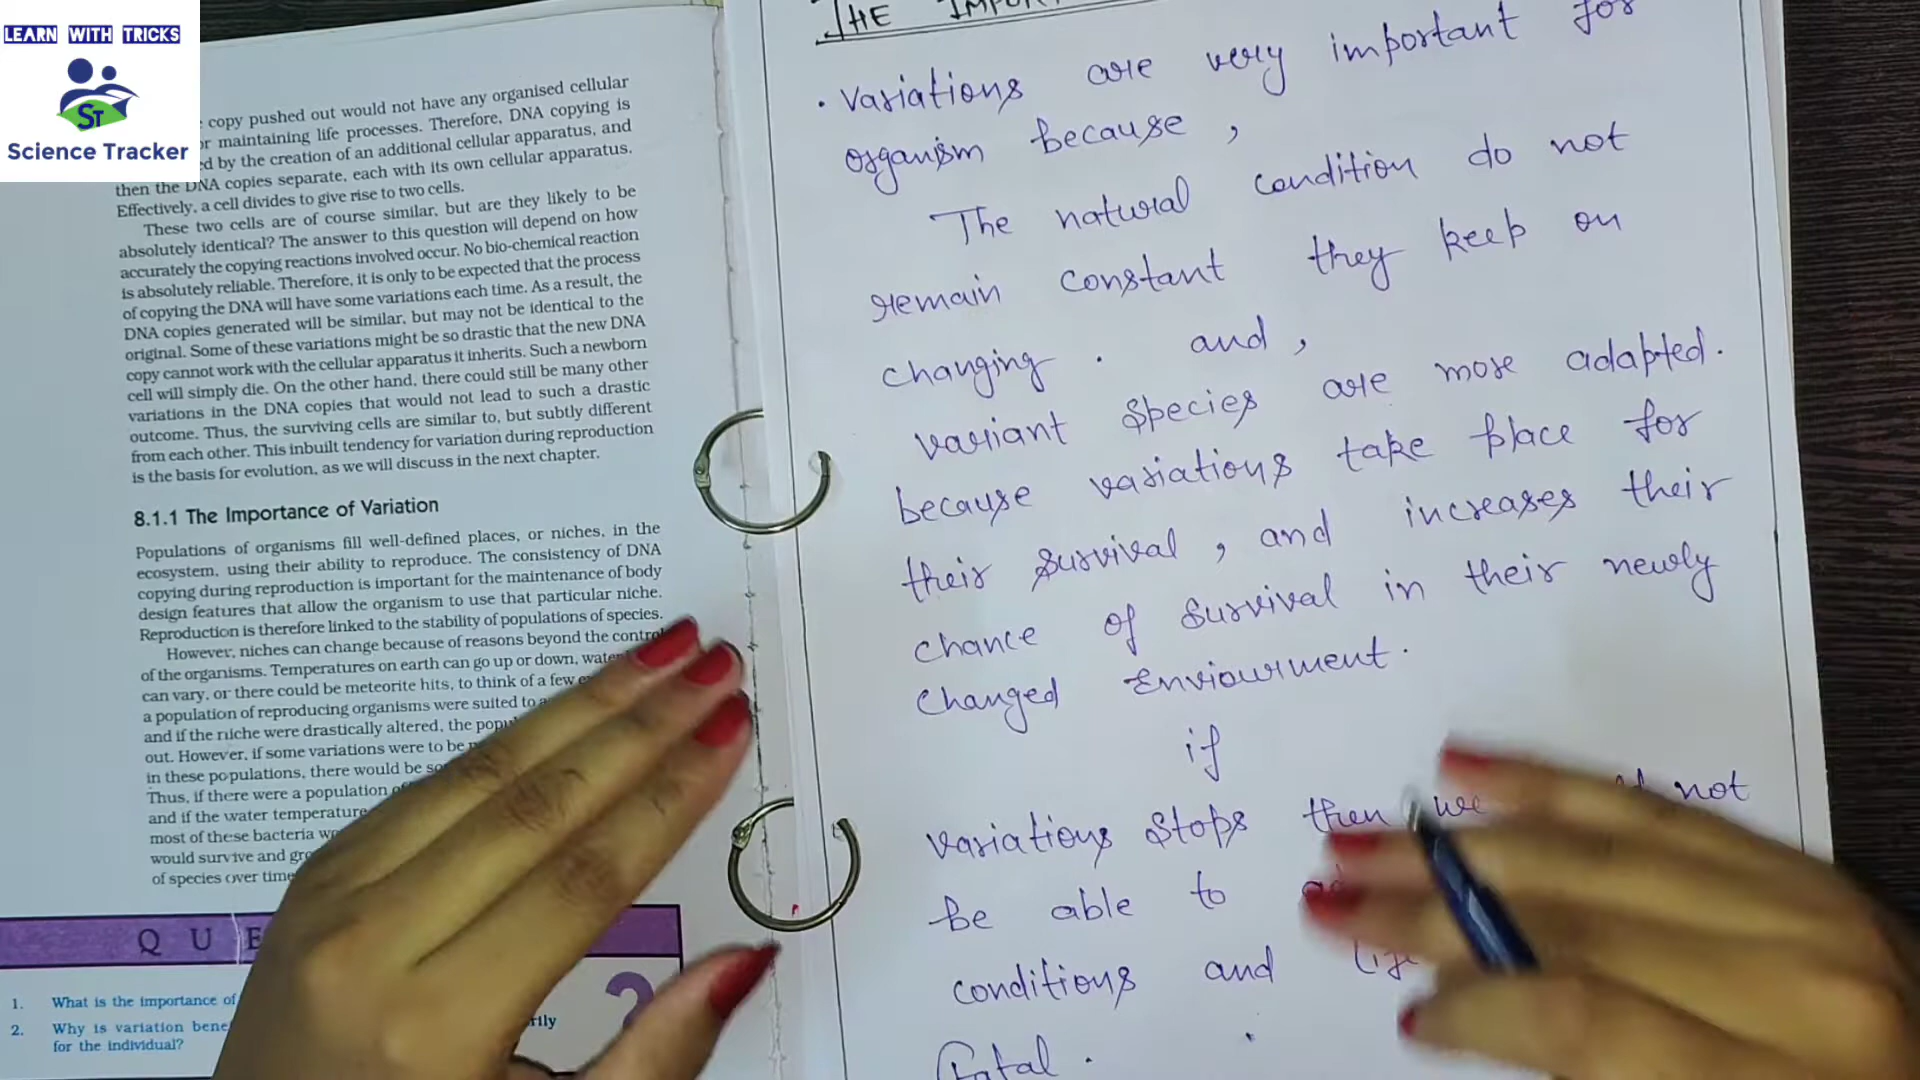 LEARN WITH TRICKS
ST
Science Tracker
copy pushed out would not have any organised cellular
maintaining life processes. Therefore, DNA copying is
by the creation of an additional cellular apparatus, and
then the DNA copies separate, each with its own cellular apparatus.
Effectively, a cell divides to give rise to two cells.
These two cells are of course similar, but are they likely to be
absolutely identical? The answer to this question will depend on how
accurately the copying reactions involved occur. No bio-chemical reaction
is absolutely reliable. Therefore, it is only to be expected that the process
of copying the DNA will have some variations each time. As a result, the
DNA copies generated will be similar, but may not be identical to the
original. Some of these variations might be so drastic that the new DNA
copy cannot work with the cellular apparatus it inherits. Such a newborn
cell will simply die. On the other hand, there could still be many other
variations in the DNA copies that would not lead to such a drastic
outcome. Thus, the surviving cells are similar to, but subtly different
from each other. This inbuilt tendency for variation during reproduction
is the basis for evolution, as we will discuss in the next chapter.
8.1.1 The Importance of Variation
Populations of organisms fill well-defined places, or niches, in the
ecosystem, using their ability to reproduce. The consistency of DNA
copying during reproduction is important for the maintenance of body
design features that allow the organism to use that particular niche.
Reproduction is therefore linked to the stability of populations of species.
However, niches can change because of reasons beyond the control
of the organisms. Temperatures on earth can go up or down, water
can vary, or there could be meteorite hits, to think of a few
a population of reproducing organisms were suited to
and if the niche were drastically altered, the
out. However, if some variations were to be
in these populations, there would be
Thus, if there were a population
and if the water temperature
most of these bacteria
would survive and
of species over time
Q U E
1. What is the importance of
2. Why is variation
for the individual?
?
THE
• Variations are very important for
organism because ,
The natural condition do not
remain constant they keep on
changing . and ,
variant species are more adapted.
because variations take place for
their survival , and increases their
chance of survival in their newly
changed Enviourment.
if
variations stops then we not
be able to
conditions and
Fatal .